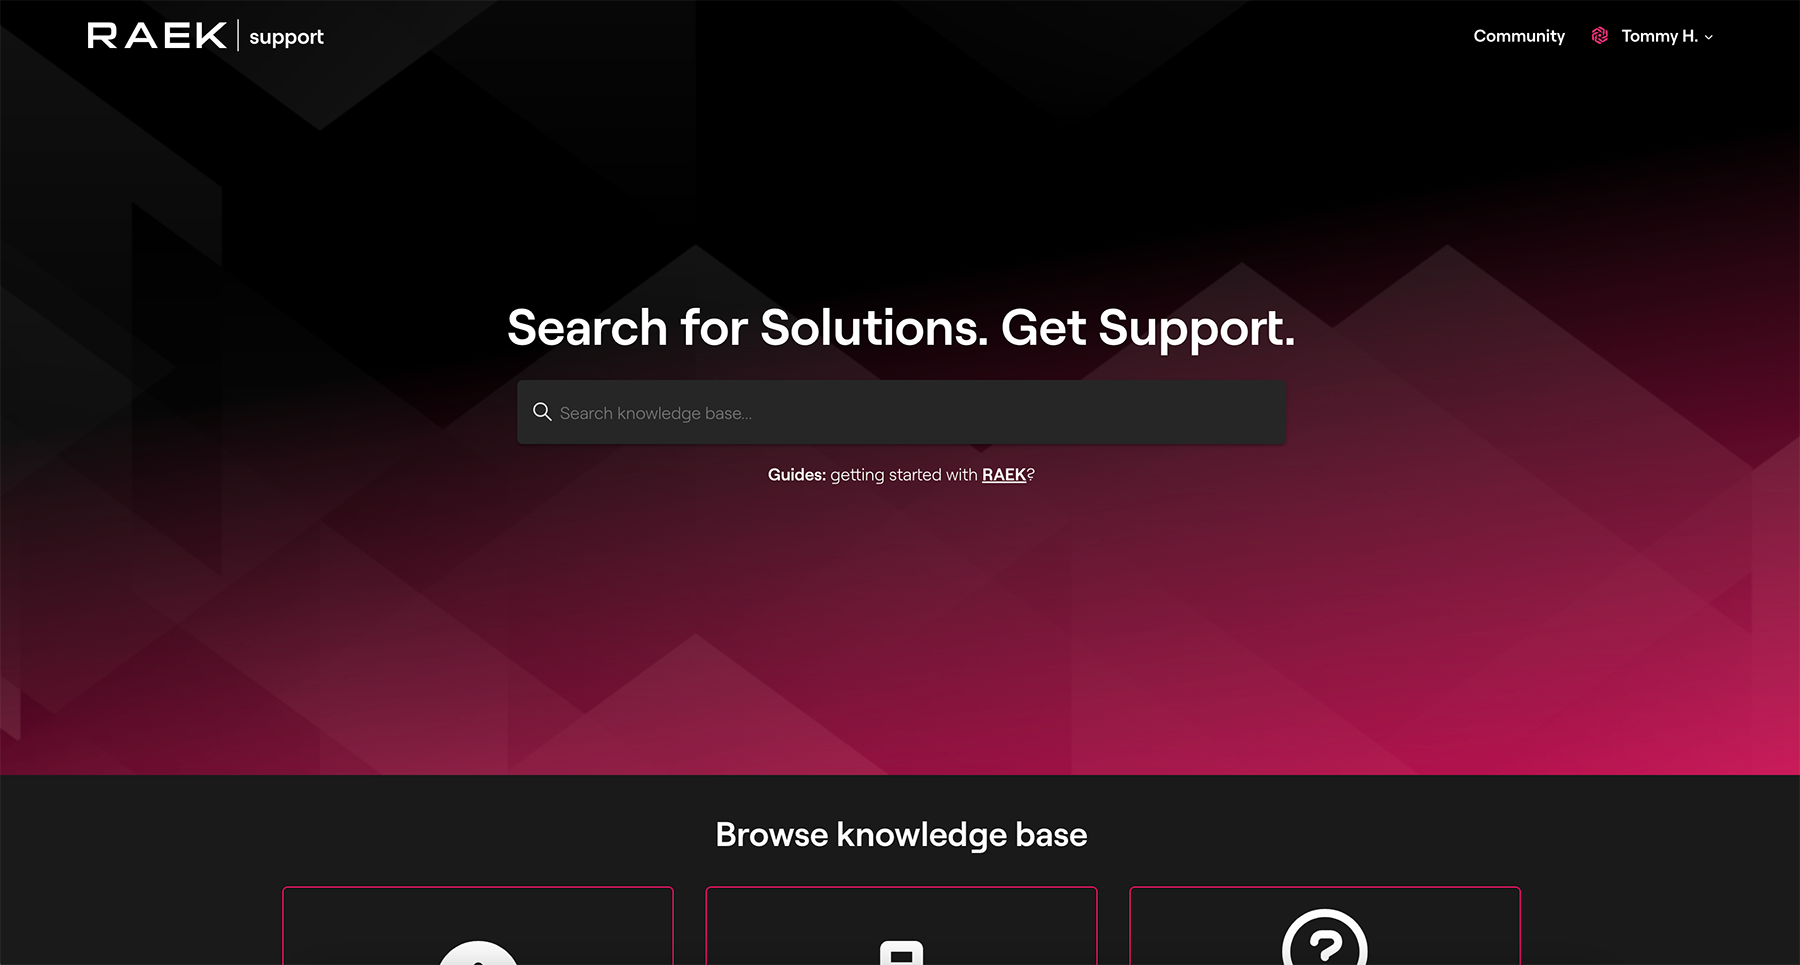 RAEK | support
Community
Tommy H.
Search for Solutions. Get Support.
Search knowledge base...
Guides: getting started with RAEK?
Browse knowledge base
?